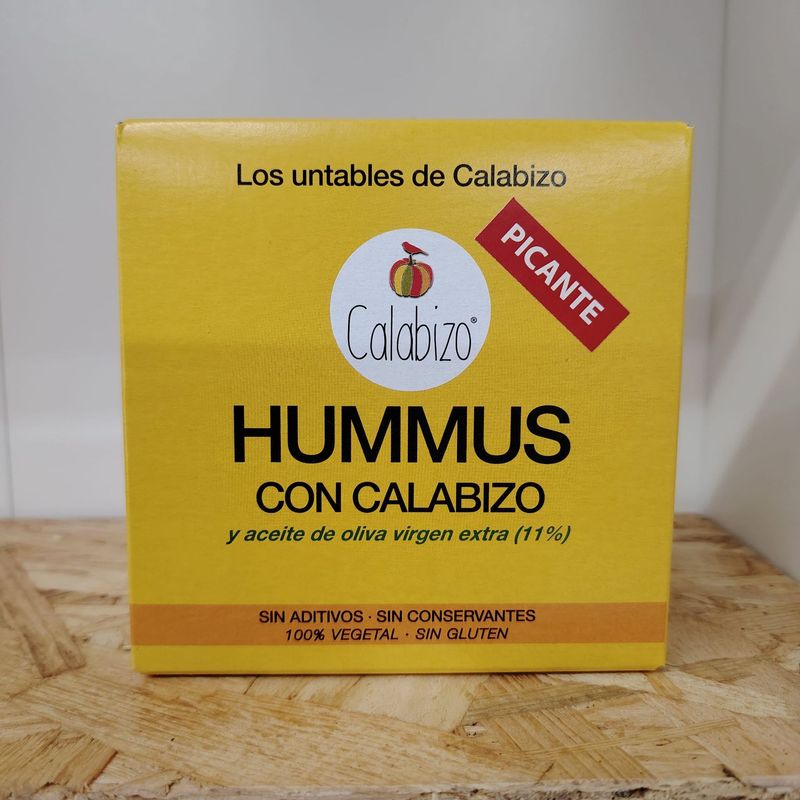 Los untables de Calabizo
PICANTE
Calabizo®
HUMMUS
CON CALABIZO
y aceite de oliva virgen extra (11%)
SIN ADITIVOS · SIN CONSERVANTES
100% VEGETAL · SIN GLUTEN